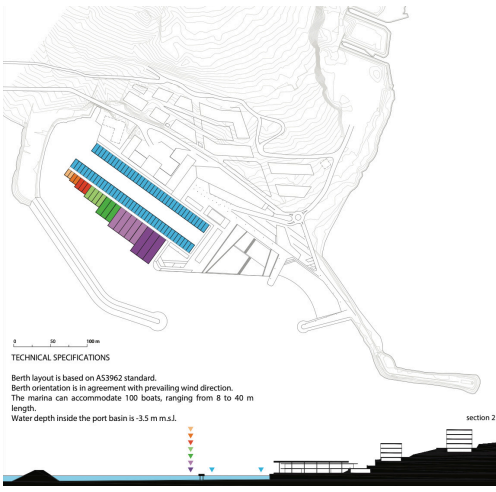 0 50 100 m
TECHNICAL SPECIFICATIONS
Berth layout is based on AS3962 standard.
Berth orientation is in agreement with prevailing wind direction.
The marina can accommodate 100 boats, ranging from 8 to 40 m
length.
Water depth inside the port basin is -3.5 m m.s.l.
section 2